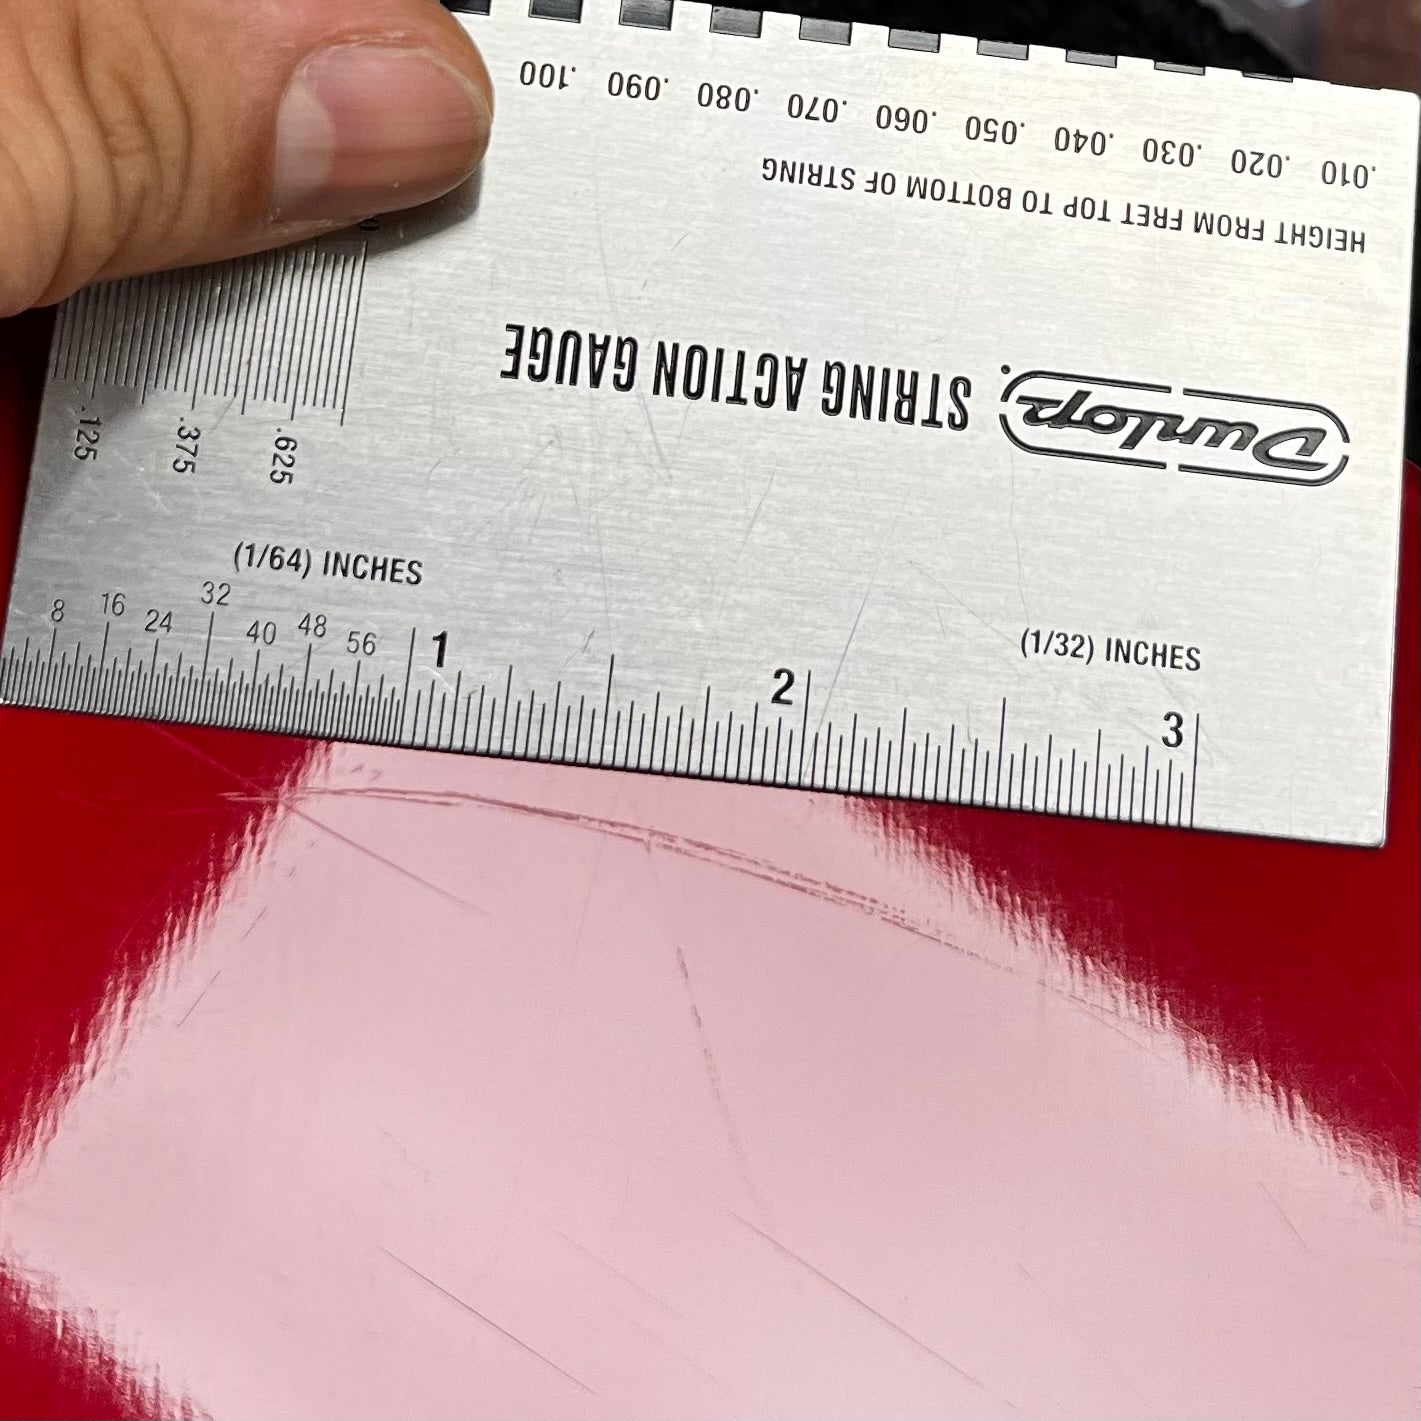 .010 .020 .030 .040 .050 .060 .070 .080 .090 .100
HEIGHT FROM FRET TOP TO BOTTOM OF STRING
Dunlop. STRING ACTION GAUGE
.125 .375 .625
(1/64) INCHES
8 16 24 32 40 48 56 1 2 3
(1/32) INCHES